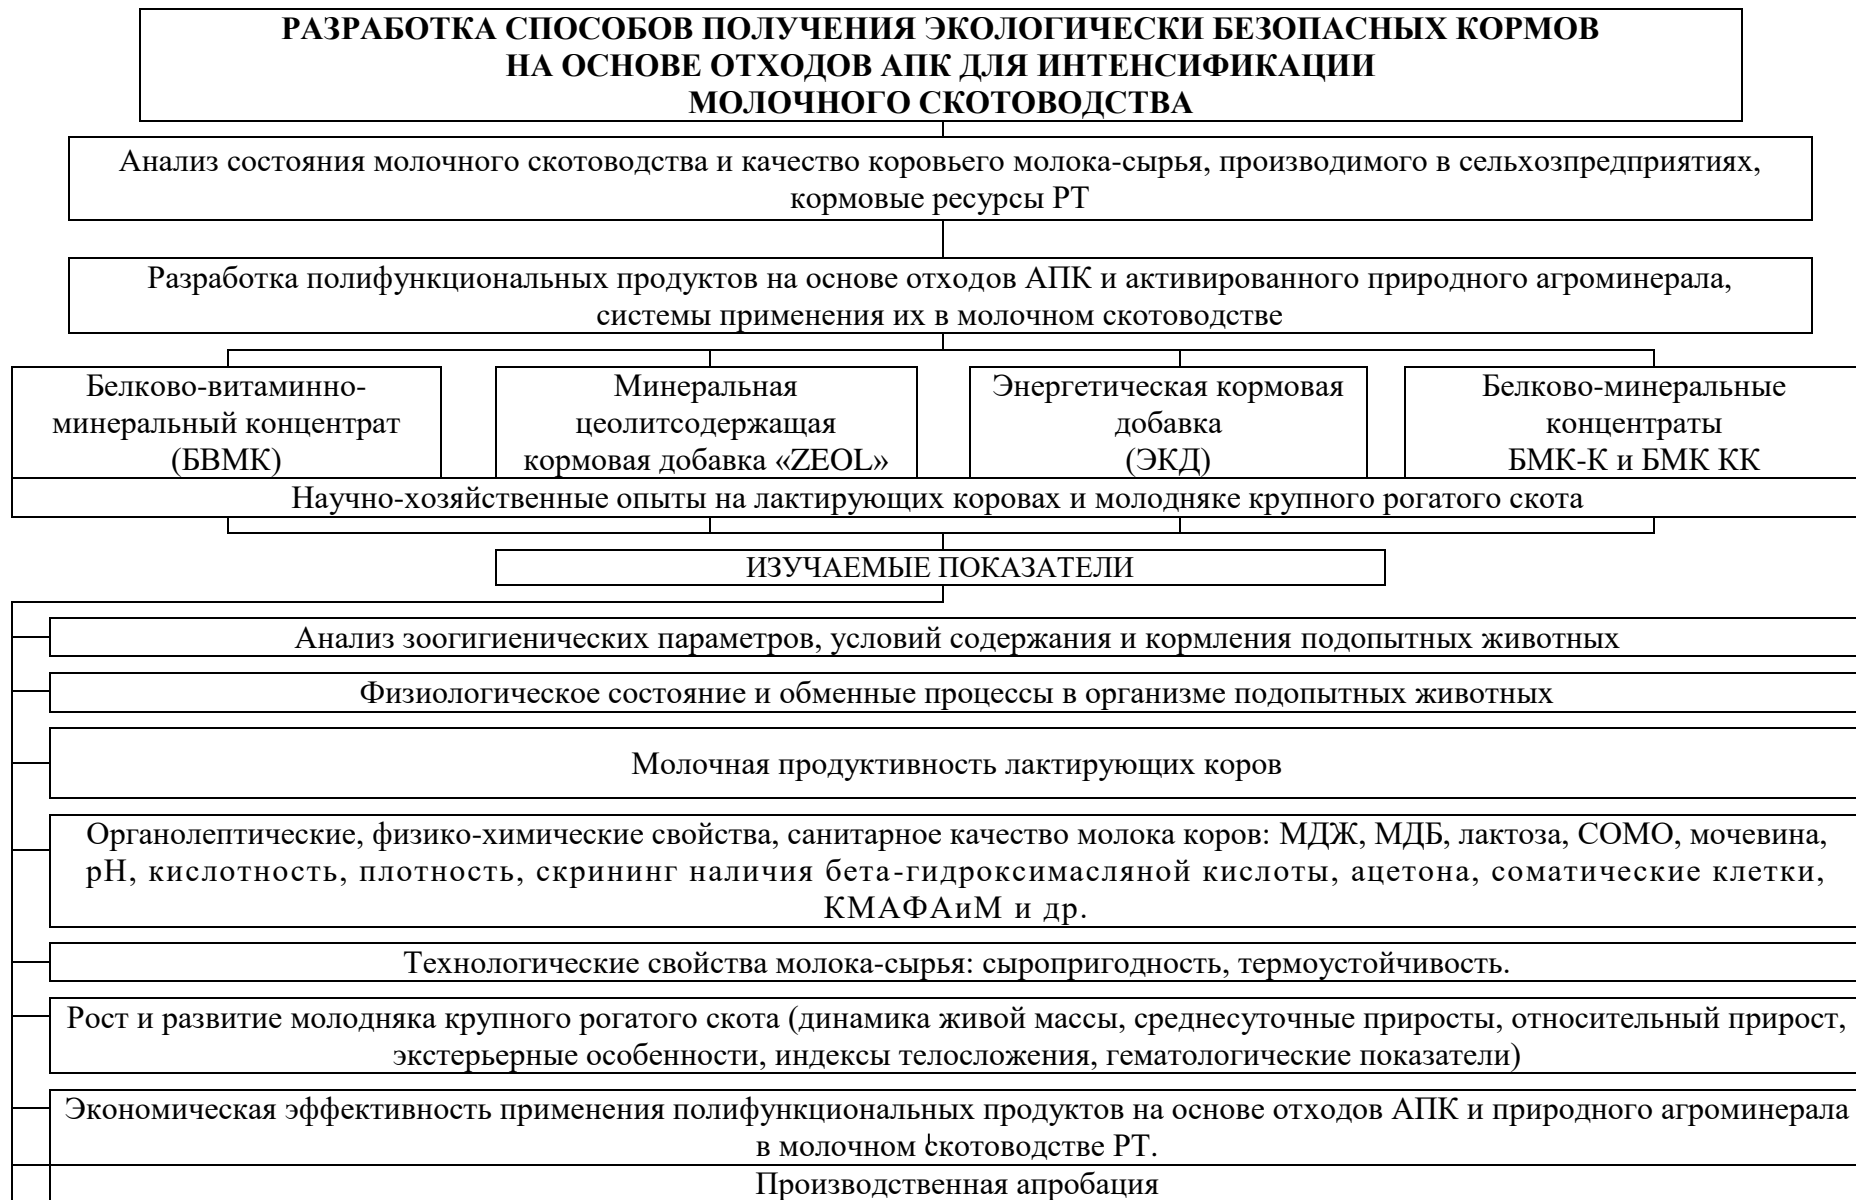 РАЗРАБОТКА СПОСОБОВ ПОЛУЧЕНИЯ ЭКОЛОГИЧЕСКИ БЕЗОПАСНЫХ КОРМОВ
НА ОСНОВЕ ОТХОДОВ АПК ДЛЯ ИНТЕНСИФИКАЦИИ
МОЛОЧНОГО СКОТОВОДСТВА
Анализ состояния молочного скотоводства и качество коровьего молока-сырья, производимого в сельхозпредприятиях,
кормовые ресурсы РТ
Разработка полифункциональных продуктов на основе отходов АПК и активированного природного агроминерала,
системы применения их в молочном скотоводстве
Белково-витаминно-
минеральный концентрат
(БВМК)
Минеральная
цеолитсодержащая
кормовая добавка «ZEOL»
Энергетическая кормовая
добавка
(ЭКД)
Белково-минеральные
концентраты
БМК-К и БМК КК
Научно-хозяйственные опыты на лактирующих коровах и молодняке крупного рогатого скота
ИЗУЧАЕМЫЕ ПОКАЗАТЕЛИ
Анализ зоогигиенических параметров, условий содержания и кормления подопытных животных
Физиологическое состояние и обменные процессы в организме подопытных животных
Молочная продуктивность лактирующих коров
Органолептические, физико-химические свойства, санитарное качество молока коров: МДЖ, МДБ, лактоза, СОМО, мочевина,
рН, кислотность, плотность, скрининг наличия бета-гидроксимасляной кислоты, ацетона, соматические клетки,
КМАФАиМ и др.
Технологические свойства молока-сырья: сыропригодность, термоустойчивость.
Рост и развитие молодняка крупного рогатого скота (динамика живой массы, среднесуточные приросты, относительный прирост,
экстерьерные особенности, индексы телосложения, гематологические показатели)
Экономическая эффективность применения полифункциональных продуктов на основе отходов АПК и природного агроминерала
в молочном скотоводстве РТ.
Производственная апробация